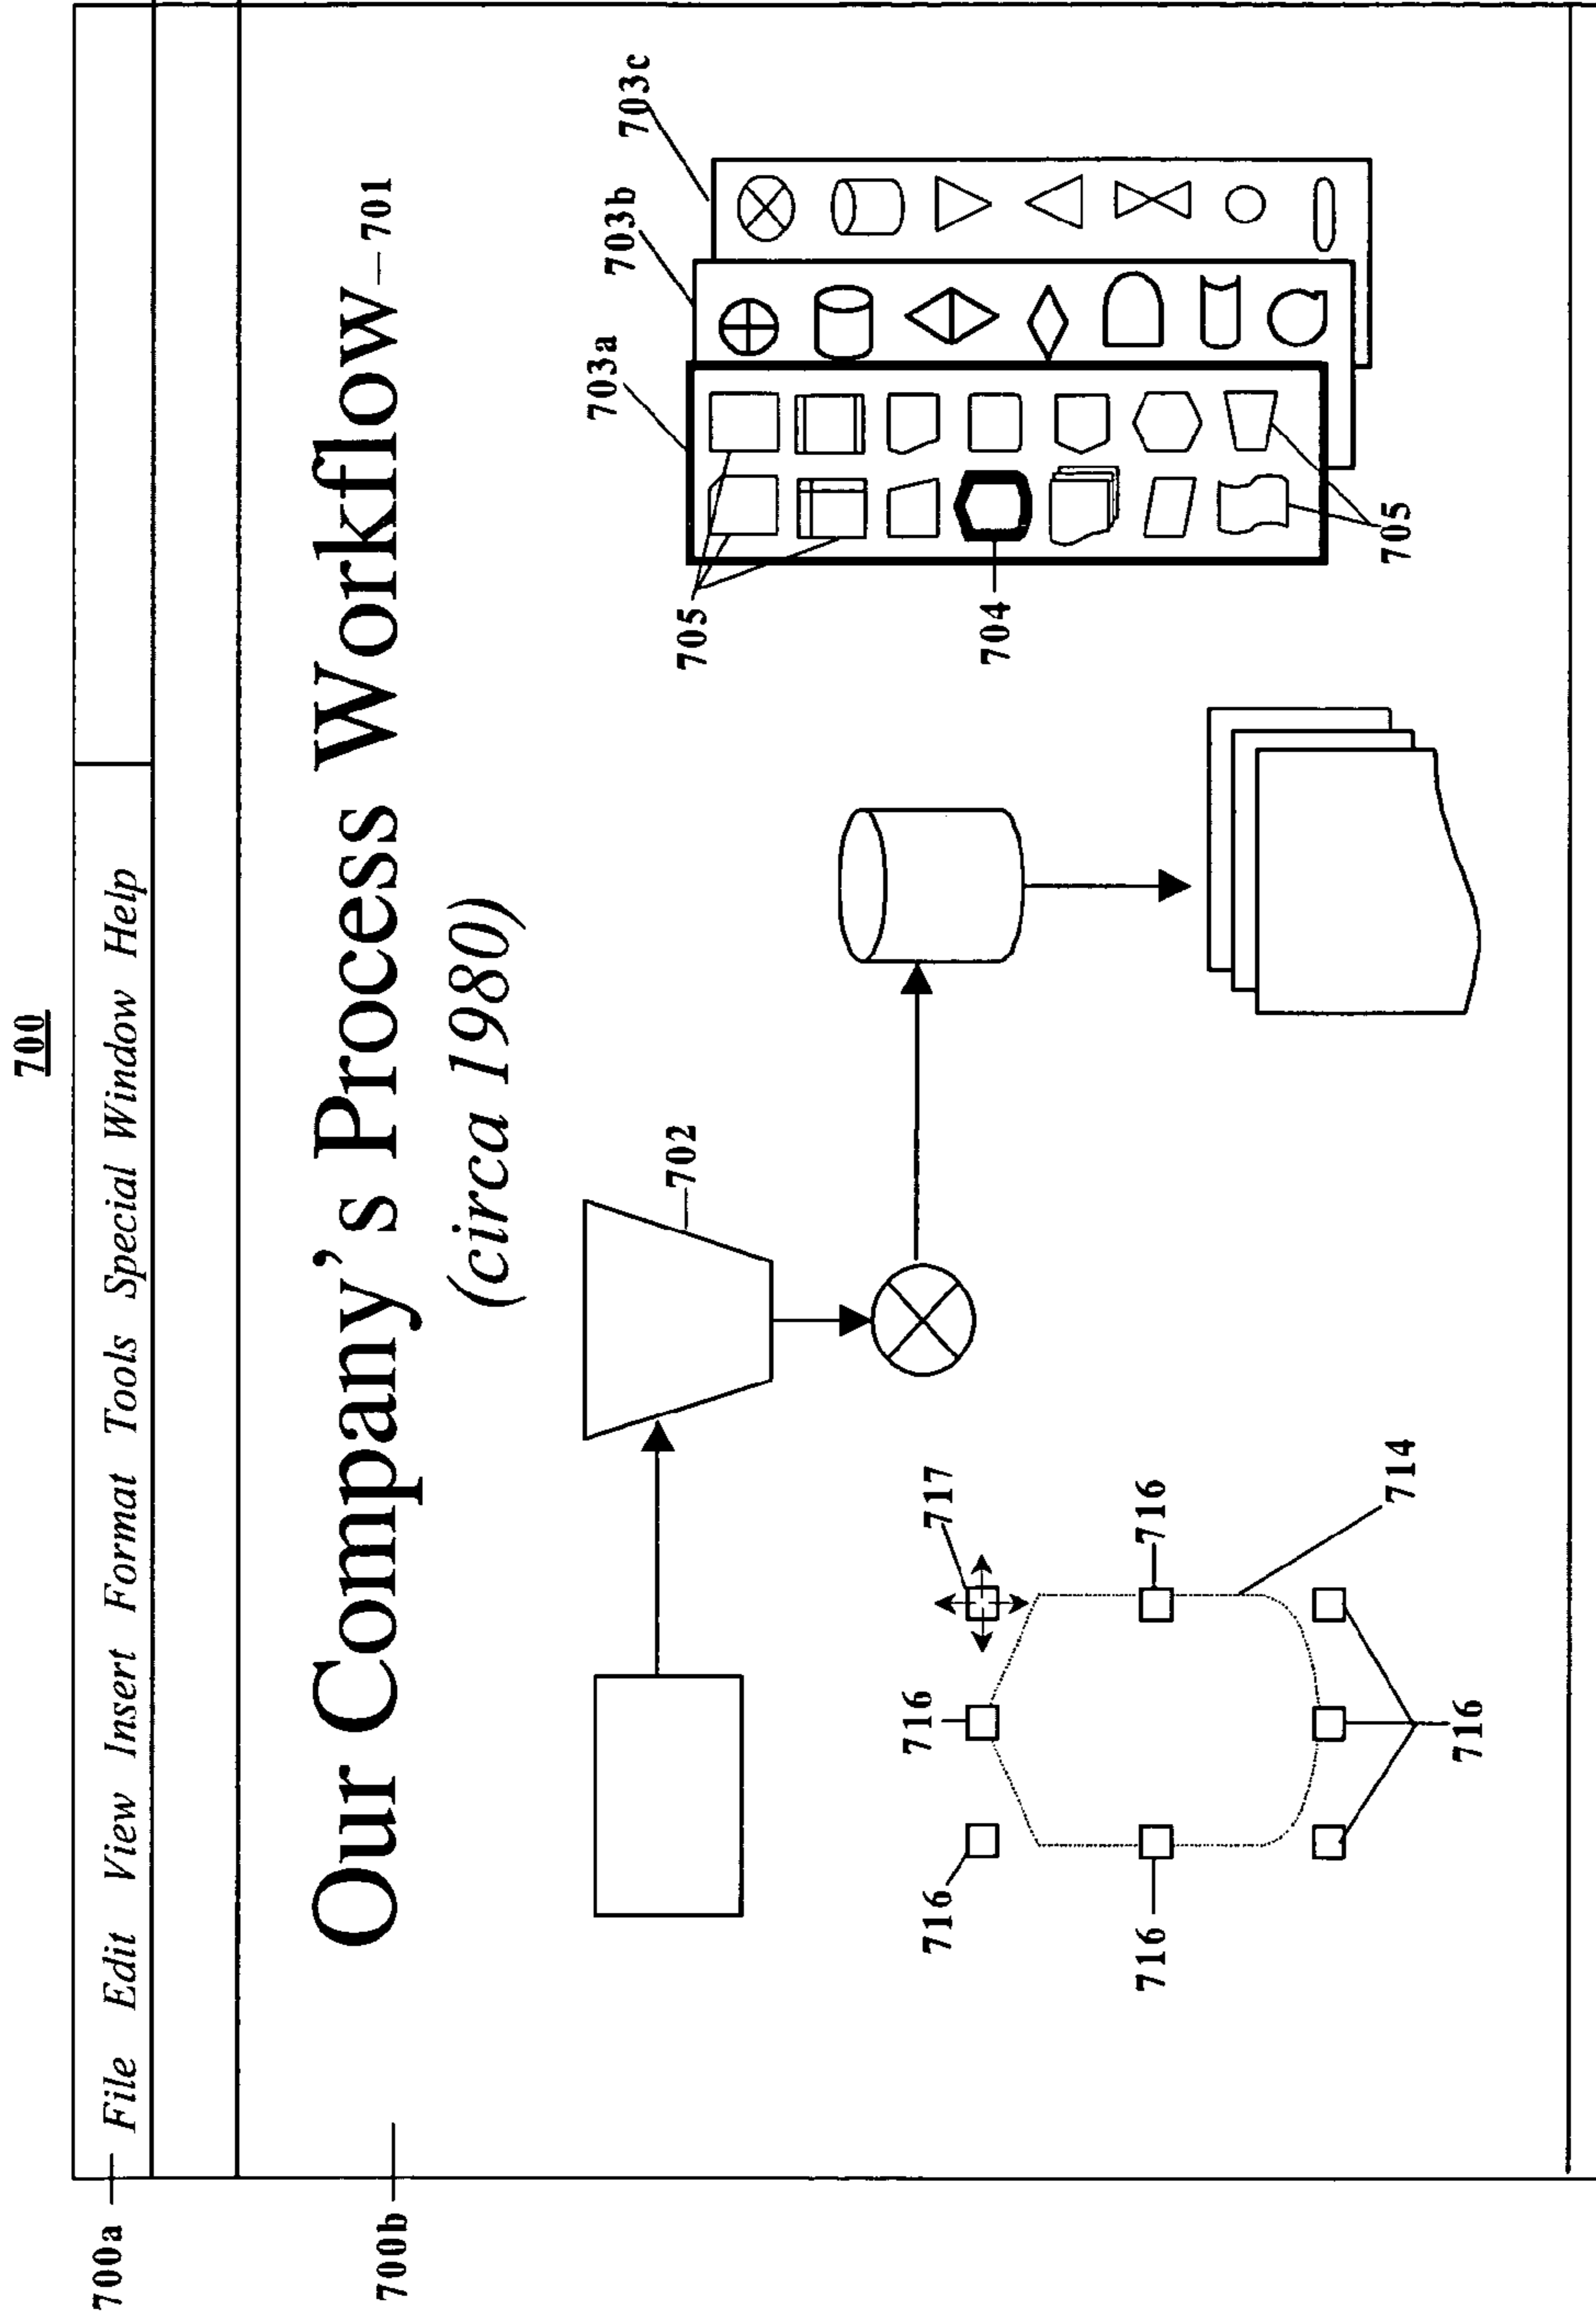 700
700a
File Edit View Insert Format Tools Special Window Help
700b
Our Company's Process Workflow
701
(circa 1980)
703a
703b
703c
702
705
704
705
717
716
716
716
716
714
716